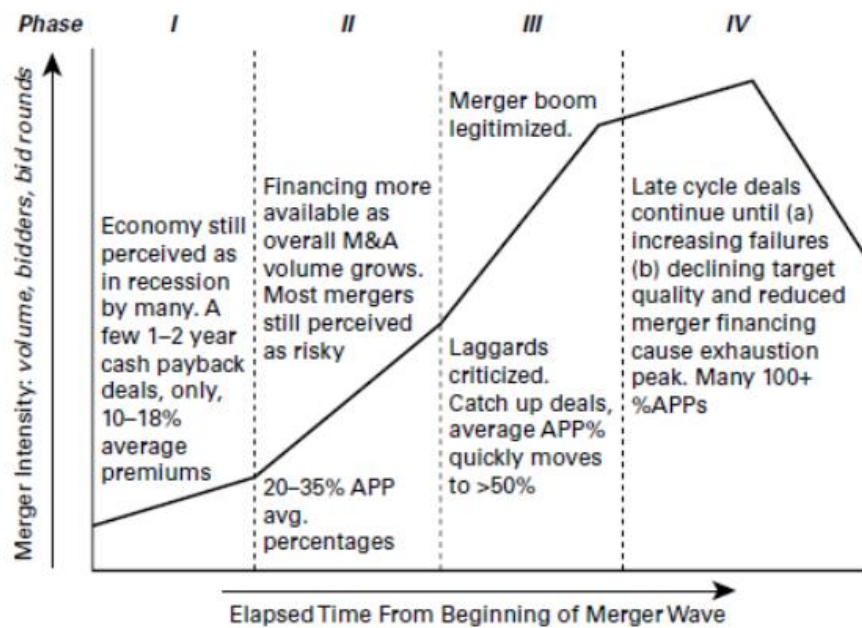 Phase I II III IV
Merger Intensity: volume, bidders, bid rounds
Economy still
perceived as
in recession
by many. A
few 1–2 year
cash payback
deals, only,
10–18%
average
premiums
Financing more
available as
overall M&A
volume grows.
Most mergers
still perceived
as risky
20–35% APP
avg.
percentages
Merger boom
legitimized.
Laggards
criticized.
Catch up deals,
average APP%
quickly moves
to >50%
Late cycle deals
continue until (a)
increasing failures
(b) declining target
quality and reduced
merger financing
cause exhaustion
peak. Many 100+
%APPs
Elapsed Time From Beginning of Merger Wave